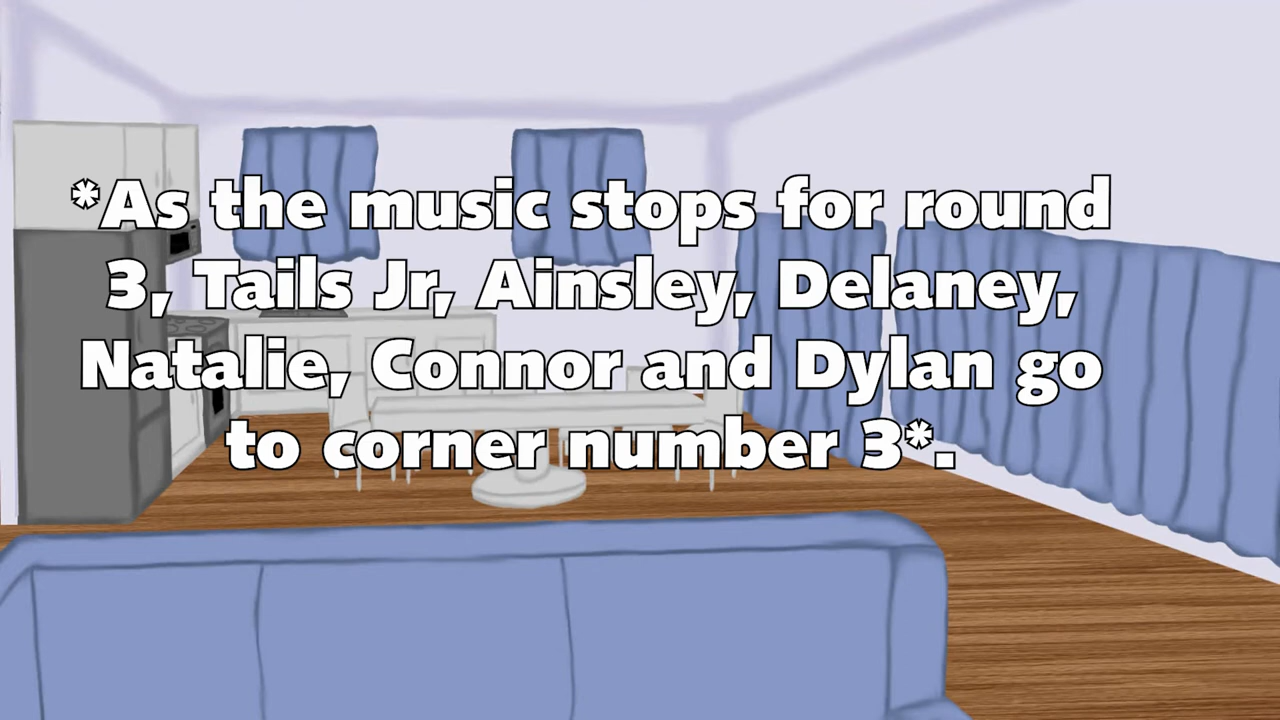 *As the music stops for round
3, Tails Jr, Ainsley, Delaney,
Natalie, Connor and Dylan go
to corner number 3*.